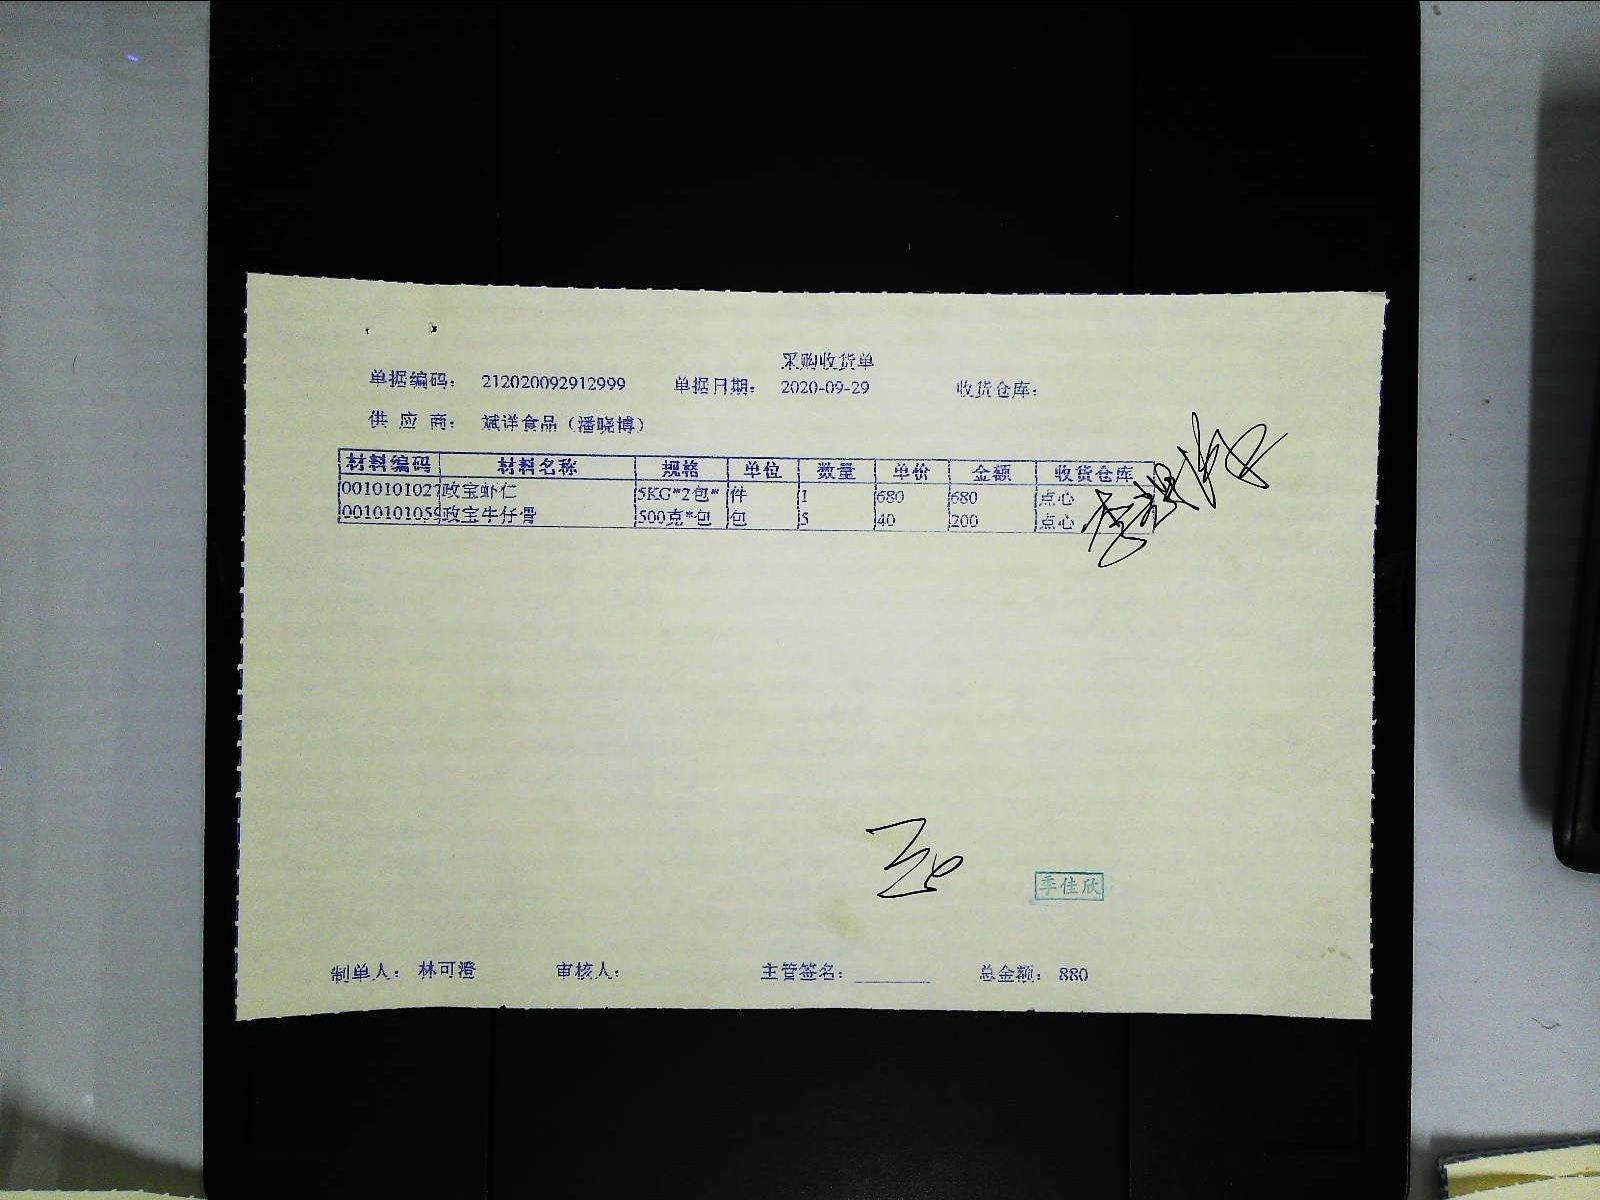 采购收货单
单据编码： 212020092912999 单据日期： 2020-09-29 收货仓库：
供 应 商： 斌洋食品（潘晓博）
材料编码 材料名称 规格 单位 数量 单价 金额 收货仓库
0010101027 政宝虾仁 5KG*2包* 件 1 680 680 点心
0010101059 政宝牛仔骨 500克*包 包 5 40 200 点心
季佳欣
制单人： 林可澄 审核人： 主管签名： 总金额： 880